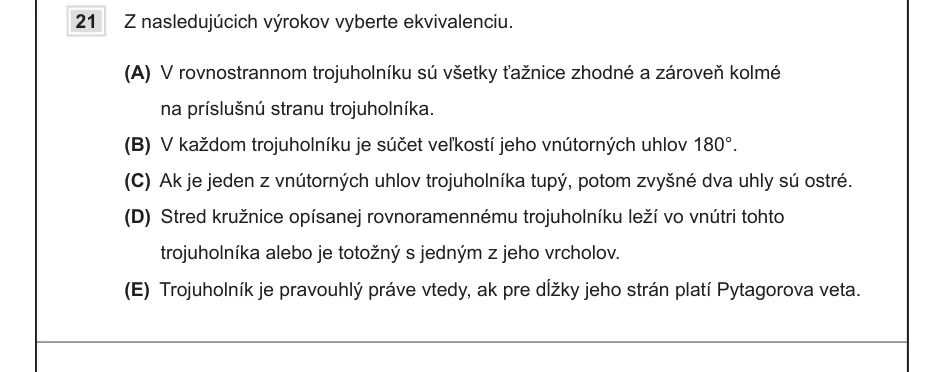 21 Z nasledujúcich výrokov vyberte ekvivalenciu.
(A) V rovnostrannom trojuholníku sú všetky ťažnice zhodné a zároveň kolmé
na príslušnú stranu trojuholníka.
(B) V každom trojuholníku je súčet veľkostí jeho vnútorných uhlov 180°.
(C) Ak je jeden z vnútorných uhlov trojuholníka tupý, potom zvyšné dva uhly sú ostré.
(D) Stred kružnice opísanej rovnoramennému trojuholníku leží vo vnútri tohto
trojuholníka alebo je totožný s jedným z jeho vrcholov.
(E) Trojuholník je pravouhlý práve vtedy, ak pre dĺžky jeho strán platí Pytagorova veta.